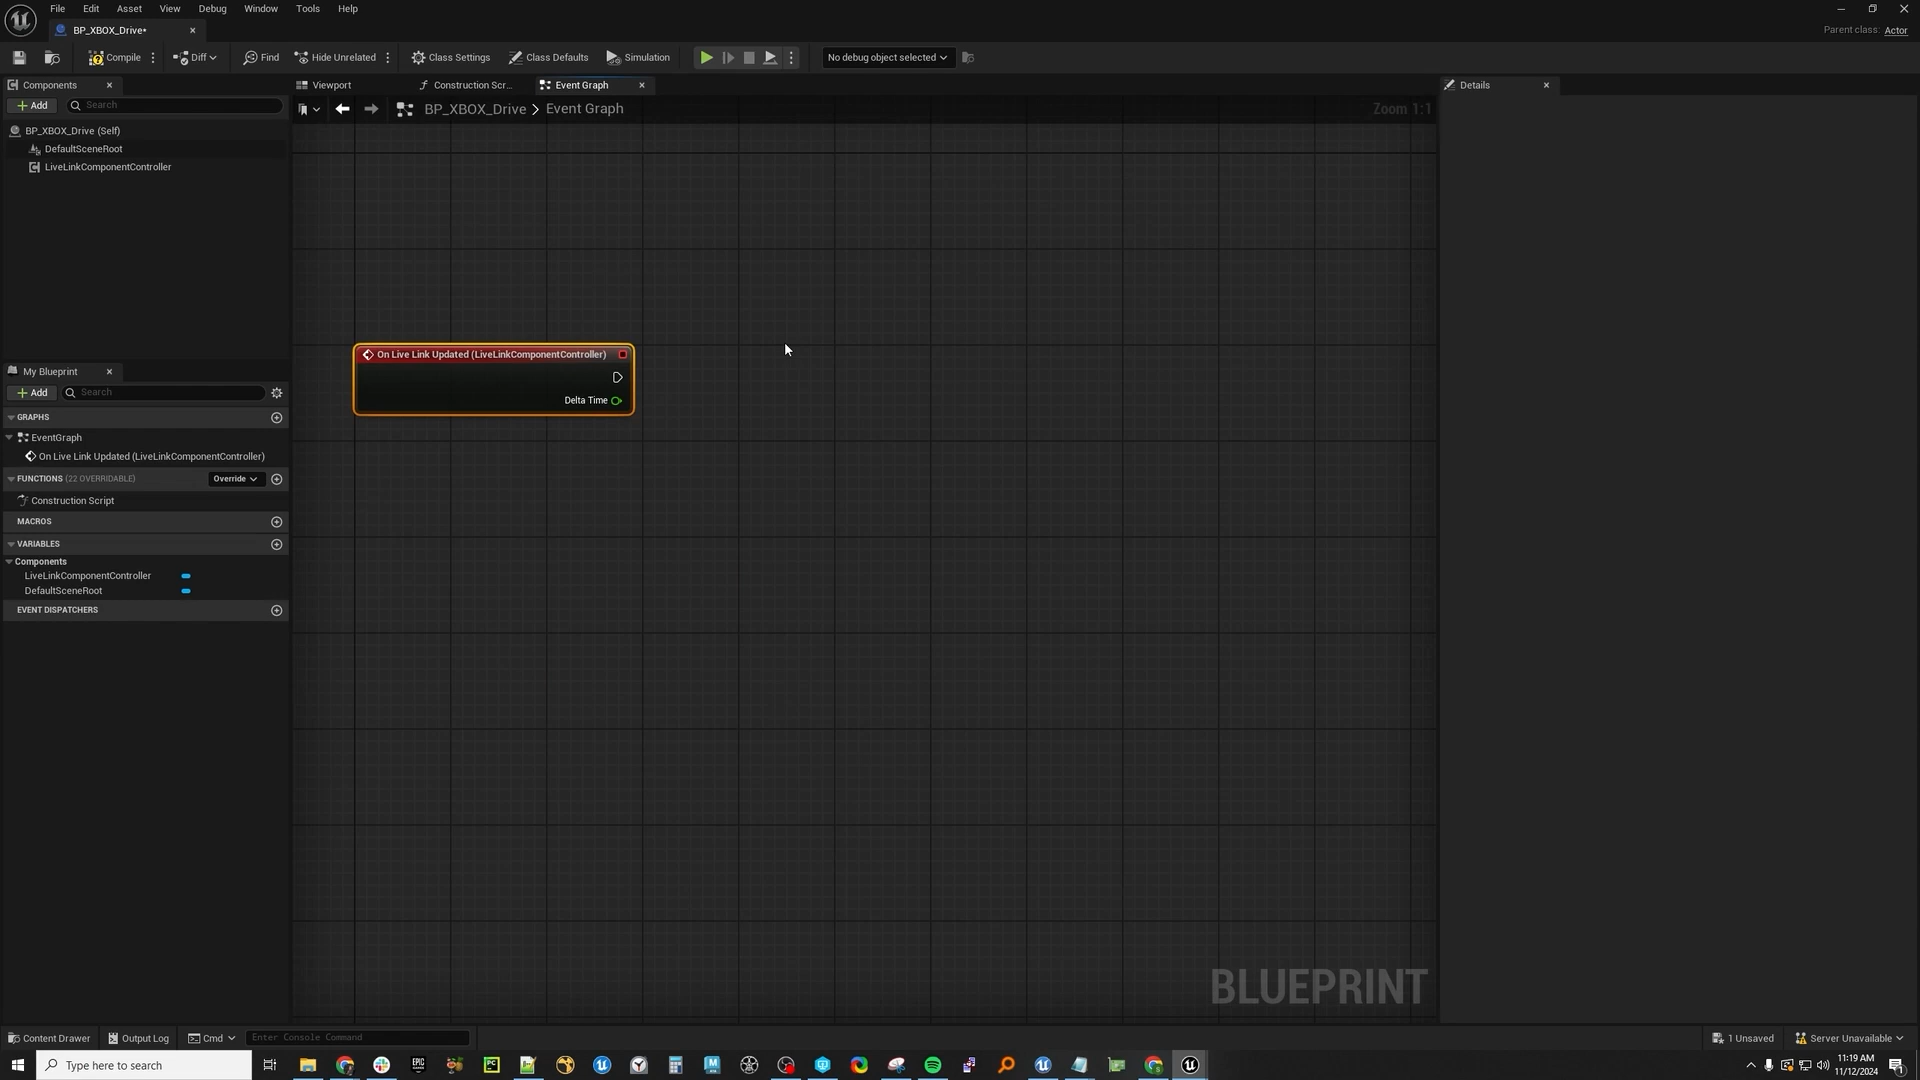 File Edit Asset View Debug Window Tools Help
BP_XBOX_Drive•
Parent class: Actor
Compile Diff Find Hide Unrelated Class Settings Class Defaults Simulation No debug object selected
Components Viewport Construction Scr... Event Graph Details
Add Search BP_XBOX_Drive > Event Graph Zoom 1:1
BP_XBOX_Drive (Self)
DefaultSceneRoot
LiveLinkComponentController
On Live Link Updated (LiveLinkComponentController)
Delta Time
My Blueprint
Add Search
GRAPHS
EventGraph
On Live Link Updated (LiveLinkComponentController)
FUNCTIONS (22 OVERRIDABLE) Override
Construction Script
MACROS
VARIABLES
Components
LiveLinkComponentController
DefaultSceneRoot
EVENT DISPATCHERS
BLUEPRINT
Content Drawer Output Log Cmd Enter Console Command 1 Unsaved Server Unavailable
Type here to search
11:19 AM
11/12/2024